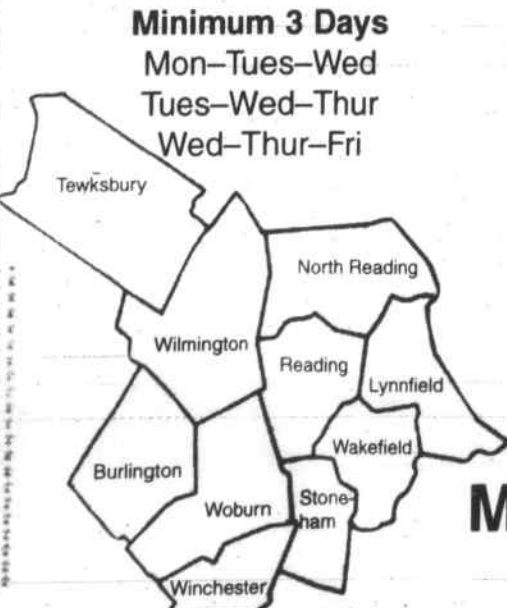 Minimum 3 Days
Mon–Tues–Wed
Tues–Wed–Thur
Wed–Thur–Fri
Tewksbury
North Reading
Wilmington
Reading
Lynnfield
Wakefield
Burlington
Woburn
Stone-
ham
M
Winchester